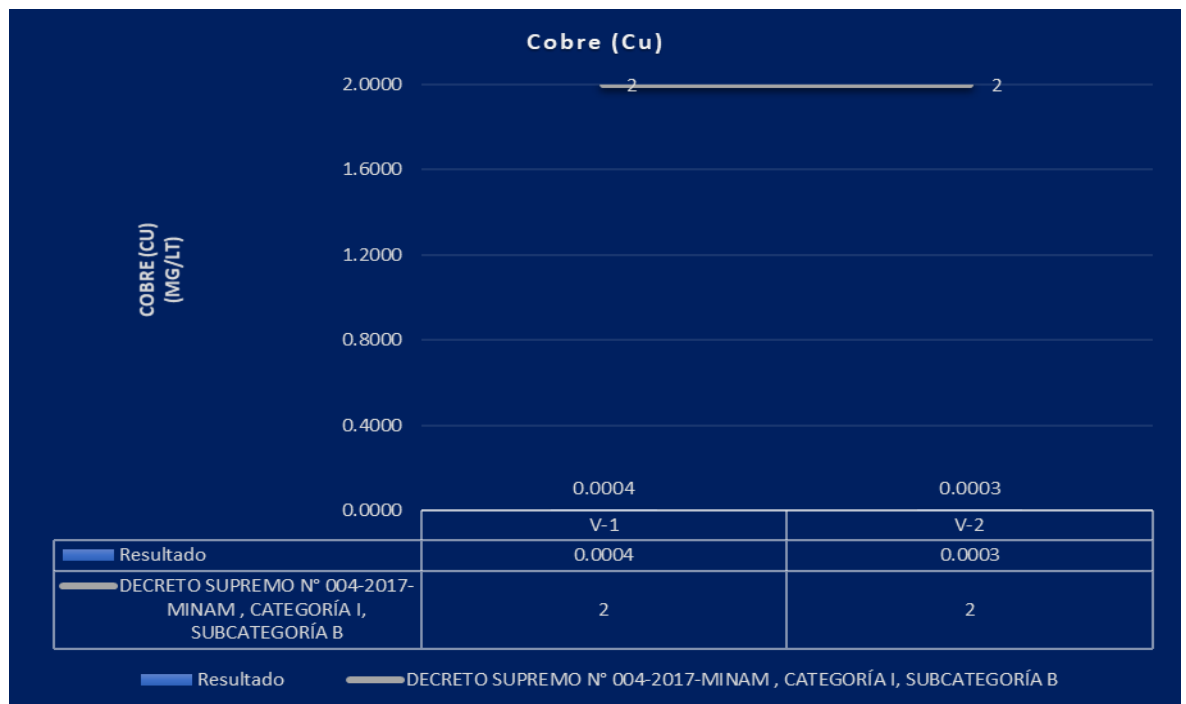 Cobre (Cu)
COBRE (CU)
(MG/LT)
2.0000
1.6000
1.2000
0.8000
0.4000
0.0000
2
2
0.0004
0.0003
V-1
V-2
Resultado
0.0004
0.0003
DECRETO SUPREMO N° 004-2017-
MINAM , CATEGORÍA I,
SUBCATEGORÍA B
2
2
Resultado
DECRETO SUPREMO N° 004-2017-MINAM , CATEGORÍA I, SUBCATEGORÍA B